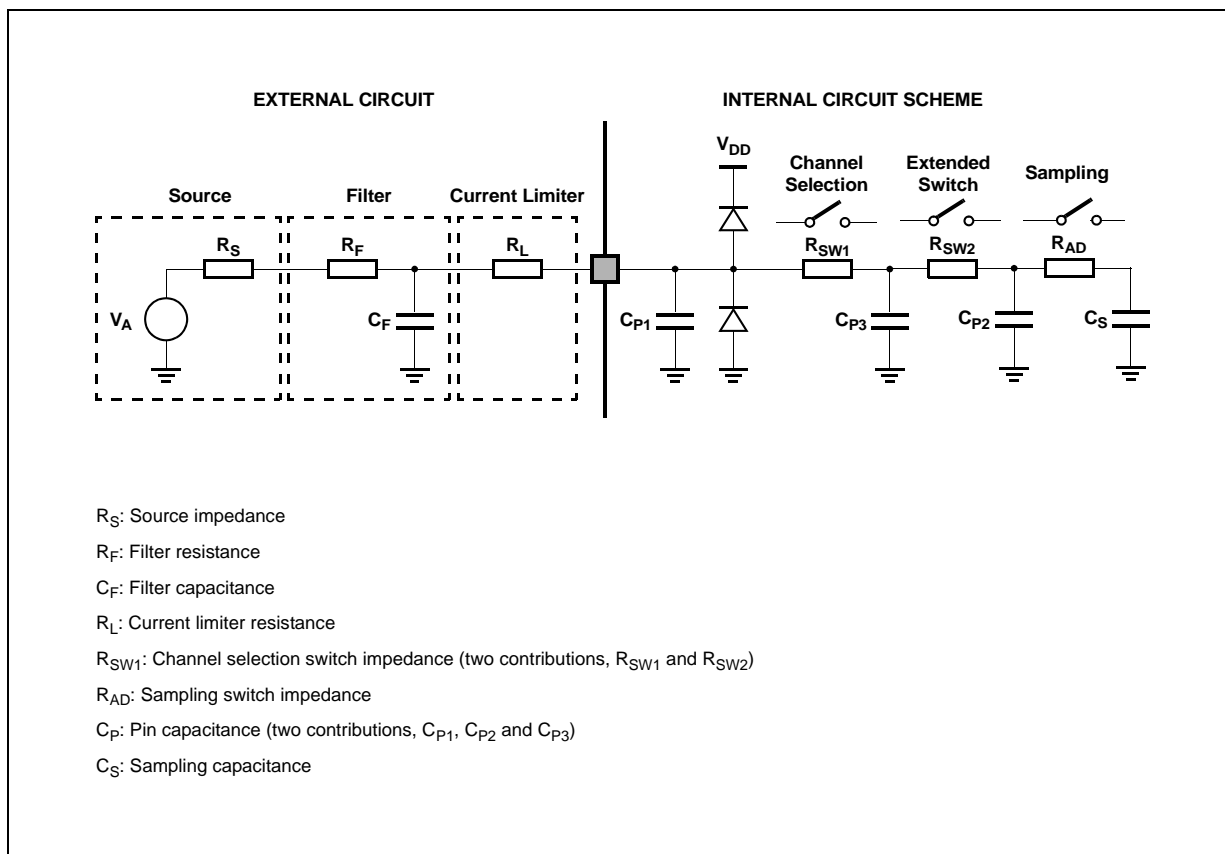 EXTERNAL CIRCUIT
INTERNAL CIRCUIT SCHEME
VDD
Channel
Selection
Extended
Switch
Sampling
Source
Filter
Current Limiter
RS
RF
RL
RSW1
RSW2
RAD
VA
CF
CP1
CP3
CP2
CS
RS: Source impedance
RF: Filter resistance
CF: Filter capacitance
RL: Current limiter resistance
RSW1: Channel selection switch impedance (two contributions, RSW1 and RSW2)
RAD: Sampling switch impedance
CP: Pin capacitance (two contributions, CP1, CP2 and CP3)
CS: Sampling capacitance